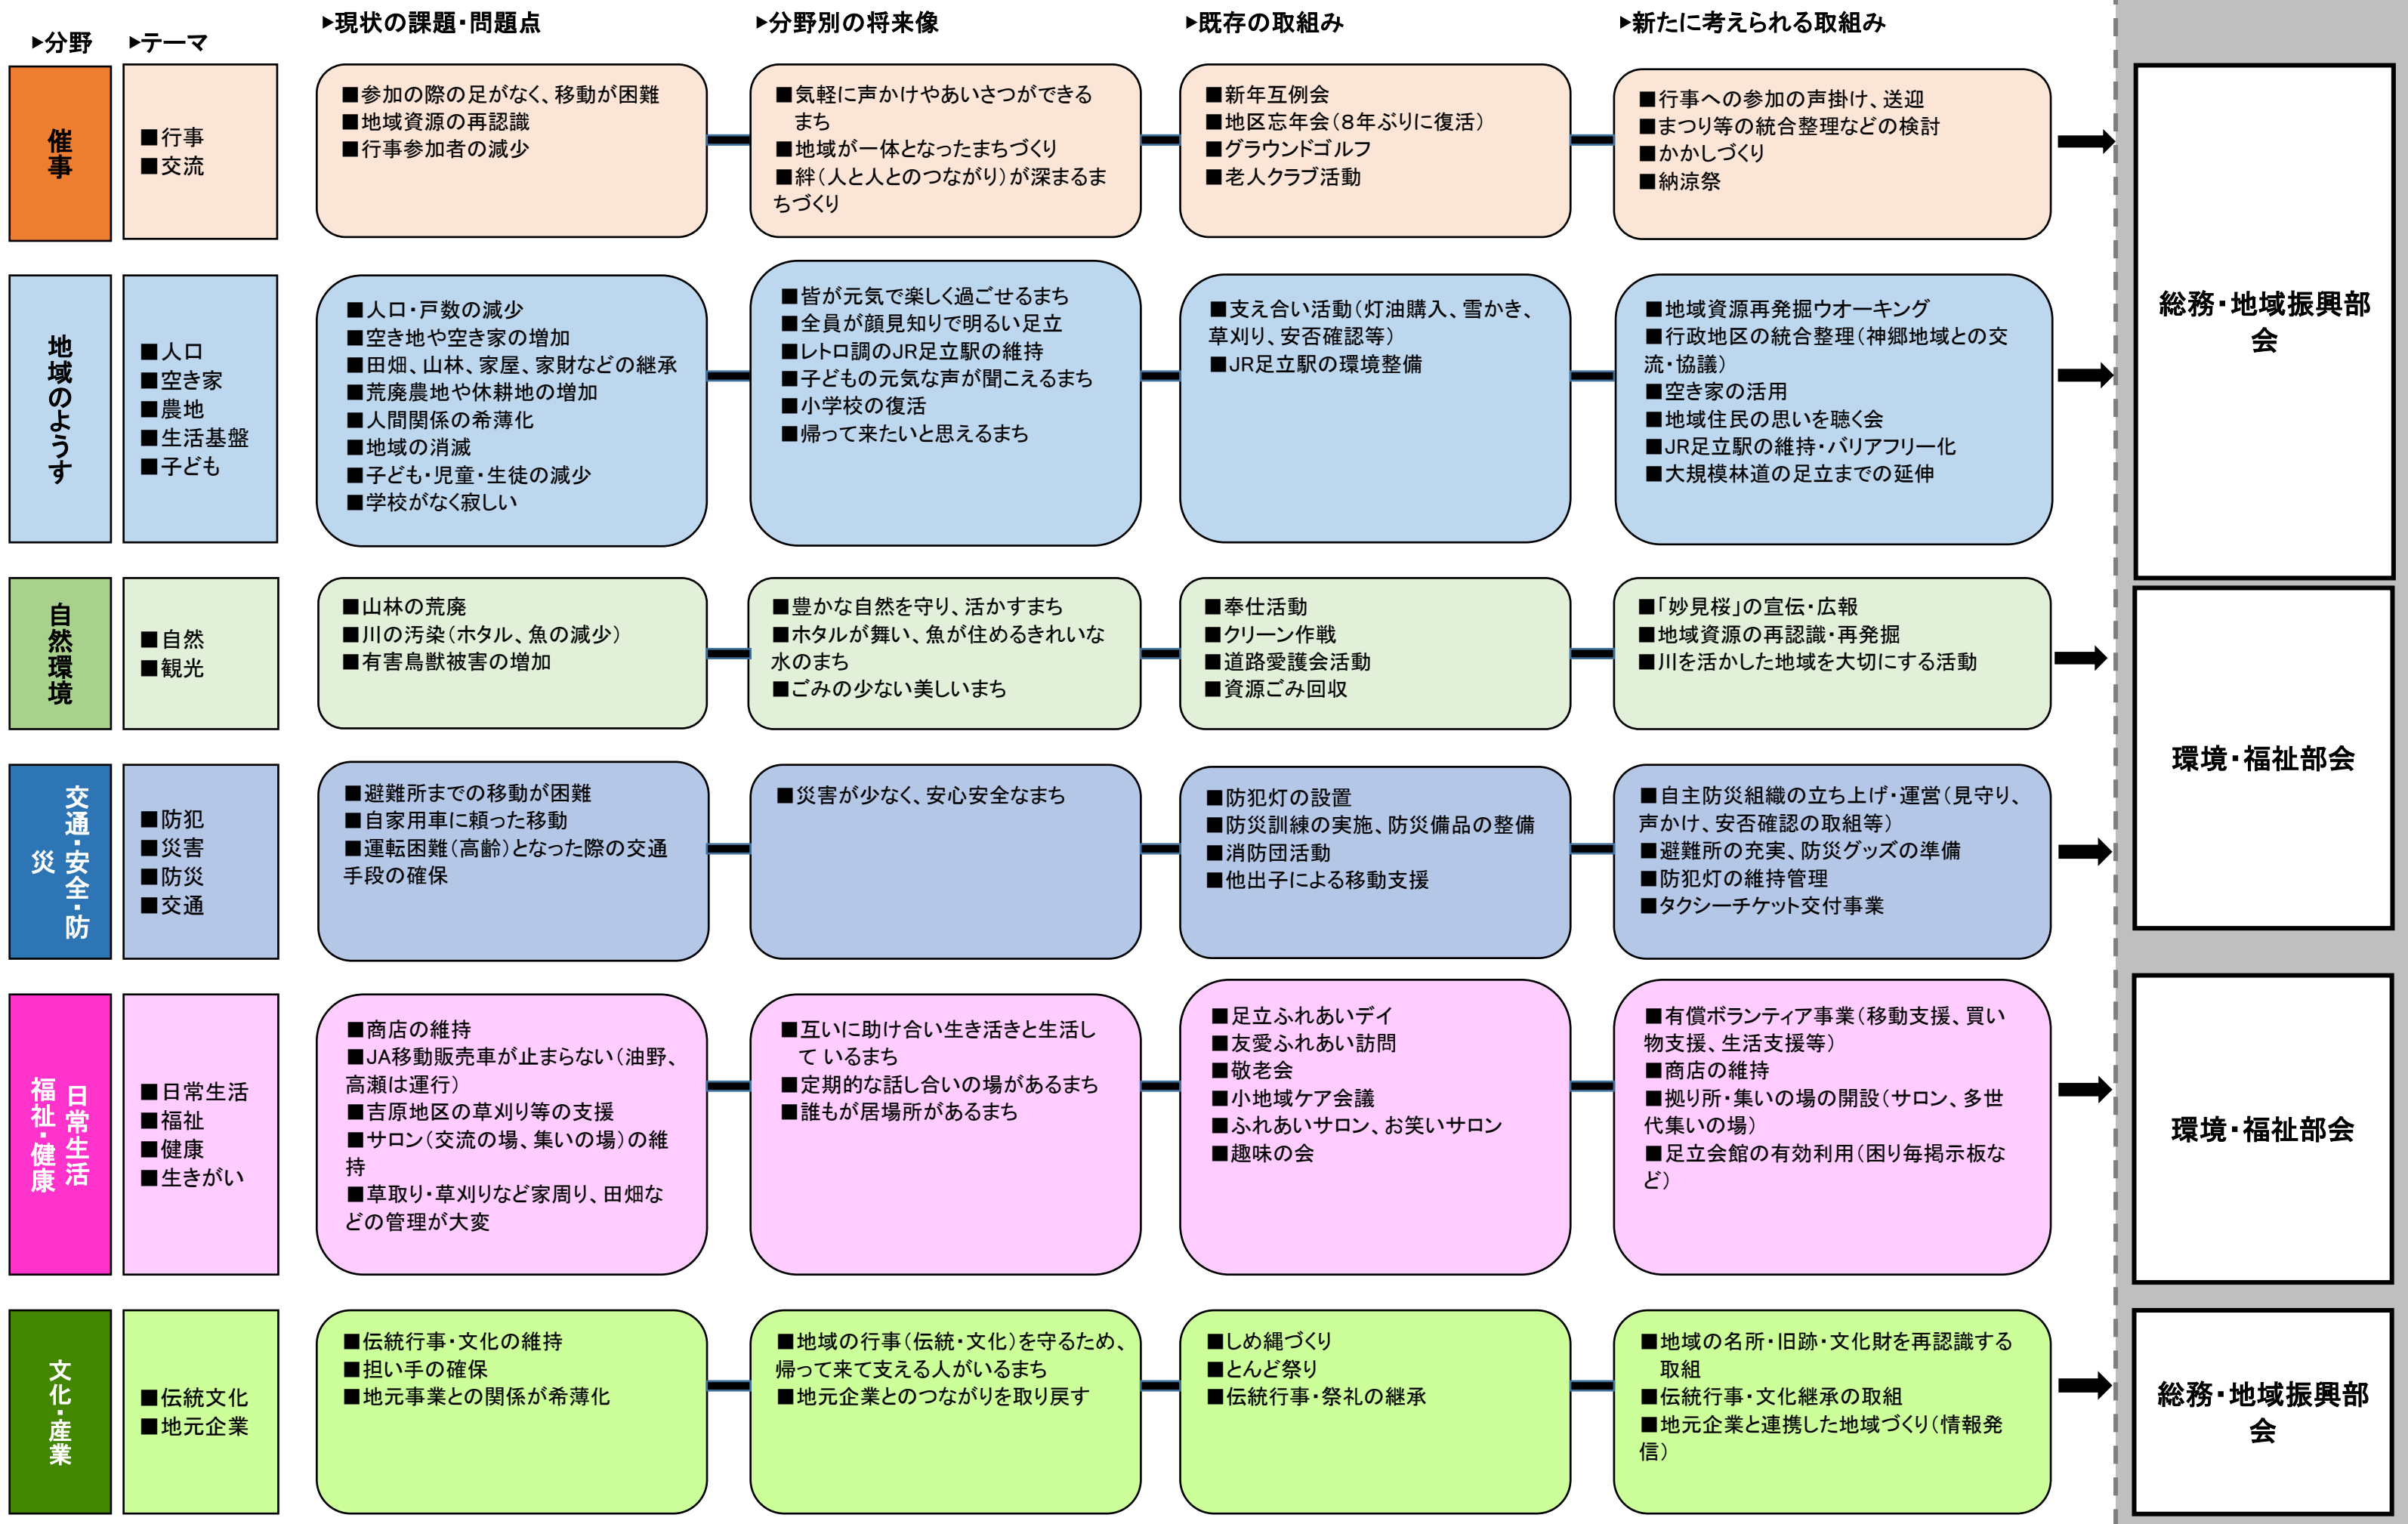 ▶分野
▶テーマ
▶現状の課題・問題点
▶分野別の将来像
▶既存の取組み
▶新たに考えられる取組み
催事
■行事
■交流
■参加の際の足がなく、移動が困難
■地域資源の再認識
■行事参加者の減少
■気軽に声かけやあいさつができる
まち
■地域が一体となったまちづくり
■絆（人と人とのつながり）が深まるま
ちづくり
■新年互例会
■地区忘年会（8年ぶりに復活）
■グラウンドゴルフ
■老人クラブ活動
■行事への参加の声掛け、送迎
■まつり等の統合整理などの検討
■かかしづくり
■納涼祭
総務・地域振興部
会
地域のようす
■人口
■空き家
■農地
■生活基盤
■子ども
■人口・戸数の減少
■空き地や空き家の増加
■田畑、山林、家屋、家財などの継承
■荒廃農地や休耕地の増加
■人間関係の希薄化
■地域の消滅
■子ども・児童・生徒の減少
■学校がなく寂しい
■皆が元気で楽しく過ごせるまち
■全員が顔見知りで明るい足立
■レトロ調のJR足立駅の維持
■子どもの元気な声が聞こえるまち
■小学校の復活
■帰って来たいと思えるまち
■支え合い活動（灯油購入、雪かき、
草刈り、安否確認等）
■JR足立駅の環境整備
■地域資源再発掘ウオーキング
■行政地区の統合整理（神郷地域との交
流・協議）
■空き家の活用
■地域住民の思いを聴く会
■JR足立駅の維持・バリアフリー化
■大規模林道の足立までの延伸
自然環境
■自然
■観光
■山林の荒廃
■川の汚染（ホタル、魚の減少）
■有害鳥獣被害の増加
■豊かな自然を守り、活かすまち
■ホタルが舞い、魚が住めるきれいな
水のまち
■ごみの少ない美しいまち
■奉仕活動
■クリーン作戦
■道路愛護会活動
■資源ごみ回収
■「妙見桜」の宣伝・広報
■地域資源の再認識・再発掘
■川を活かした地域を大切にする活動
環境・福祉部会
交通・安全・防
災
■防犯
■災害
■防災
■交通
■避難所までの移動が困難
■自家用車に頼った移動
■運転困難（高齢）となった際の交通
手段の確保
■災害が少なく、安心安全なまち
■防犯灯の設置
■防災訓練の実施、防災備品の整備
■消防団活動
■他出子による移動支援
■自主防災組織の立ち上げ・運営（見守り、
声かけ、安否確認の取組等）
■避難所の充実、防災グッズの準備
■防犯灯の維持管理
■タクシーチケット交付事業
日常生活
福祉・健康
■日常生活
■福祉
■健康
■生きがい
■商店の維持
■JA移動販売車が止まらない（油野、
高瀬は運行）
■吉原地区の草刈り等の支援
■サロン（交流の場、集いの場）の維
持
■草取り・草刈りなど家周り、田畑な
どの管理が大変
■互いに助け合い生き活きと生活し
て いるまち
■定期的な話し合いの場があるまち
■誰もが居場所があるまち
■足立ふれあいデイ
■友愛ふれあい訪問
■敬老会
■小地域ケア会議
■ふれあいサロン、お笑いサロン
■趣味の会
■有償ボランティア事業（移動支援、買い
物支援、生活支援等）
■商店の維持
■拠り所・集いの場の開設（サロン、多世
代集いの場）
■足立会館の有効利用（困り毎掲示板な
ど）
環境・福祉部会
文化・産業
■伝統文化
■地元企業
■伝統行事・文化の維持
■担い手の確保
■地元事業との関係が希薄化
■地域の行事（伝統・文化）を守るため、
帰って来て支える人がいるまち
■地元企業とのつながりを取り戻す
■しめ縄づくり
■とんど祭り
■伝統行事・祭礼の継承
■地域の名所・旧跡・文化財を再認識する
取組
■伝統行事・文化継承の取組
■地元企業と連携した地域づくり（情報発
信）
総務・地域振興部
会